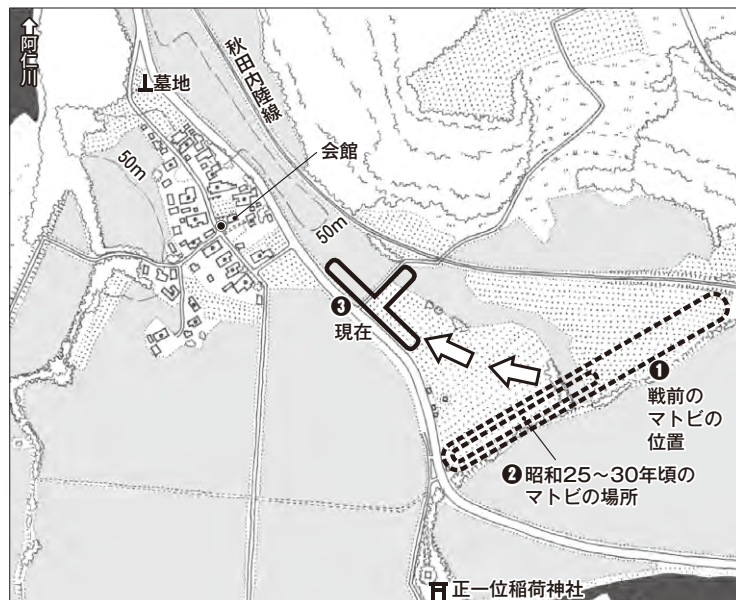 阿仁川
墓地
秋田内陸線
会館
50m
50m
❸
現在
❶
戦前の
マトビの
位置
❷昭和25〜30年頃の
マトビの場所
正一位稲荷神社